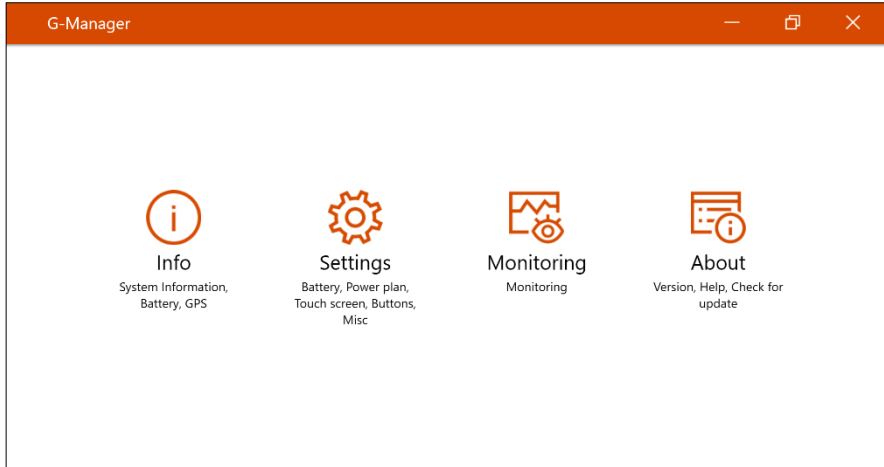 G-Manager
Info
System Information,
Battery, GPS
Settings
Battery, Power plan,
Touch screen, Buttons,
Misc
Monitoring
Monitoring
About
Version, Help, Check for
update